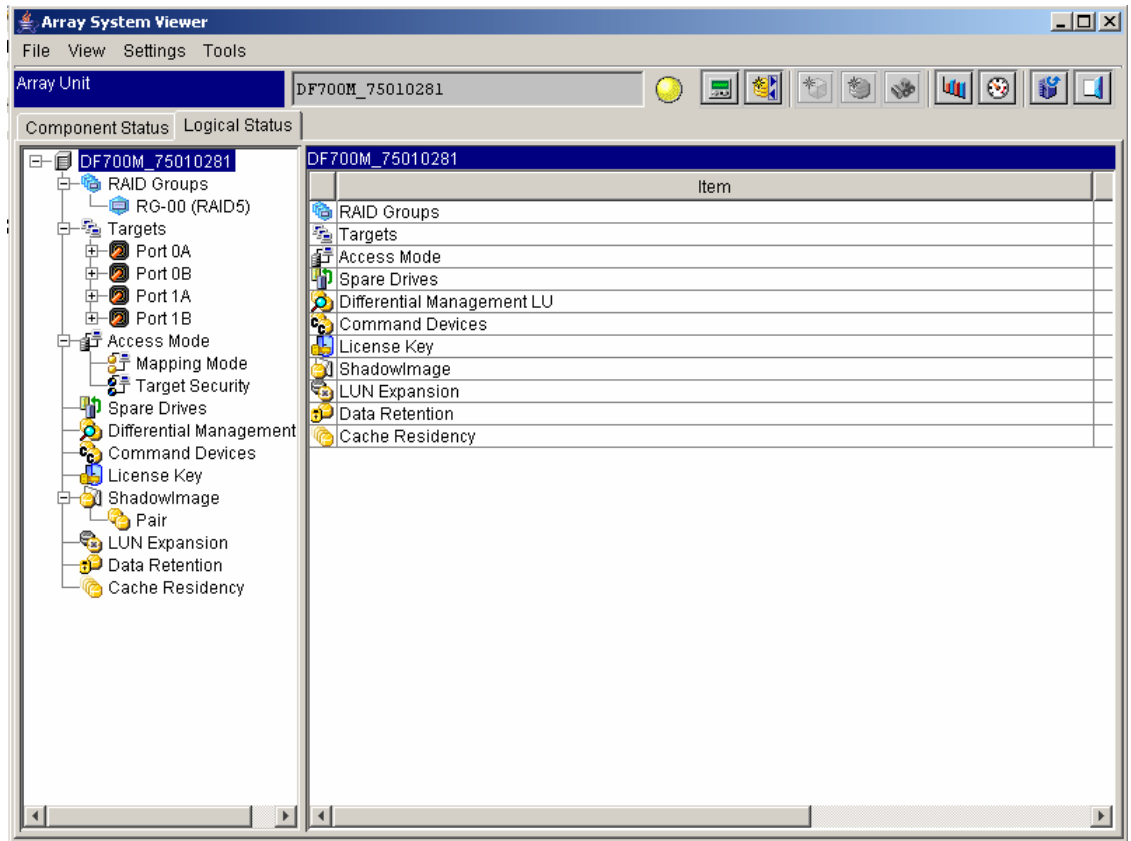 Array System Viewer
File View Settings Tools
Array Unit DF700M_75010281
Component Status Logical Status
DF700M_75010281
RAID Groups
RG-00 (RAID5)
Targets
Port 0A
Port 0B
Port 1A
Port 1B
Access Mode
Mapping Mode
Target Security
Spare Drives
Differential Management
Command Devices
License Key
ShadowImage
Pair
LUN Expansion
Data Retention
Cache Residency
DF700M_75010281
Item
RAID Groups
Targets
Access Mode
Spare Drives
Differential Management LU
Command Devices
License Key
ShadowImage
LUN Expansion
Data Retention
Cache Residency